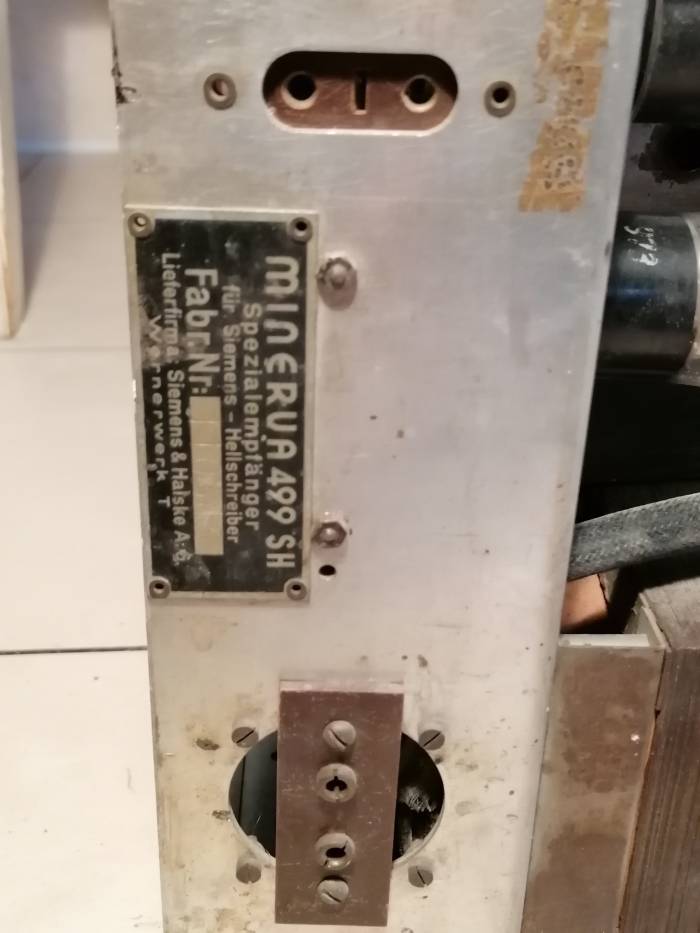 MINERVA 499 SH
Spezialempfänger
für Siemens - Hellschreiber
Fabr. Nr.
Lieferfirma: Siemens & Halske A.G.
Wernerwerk T